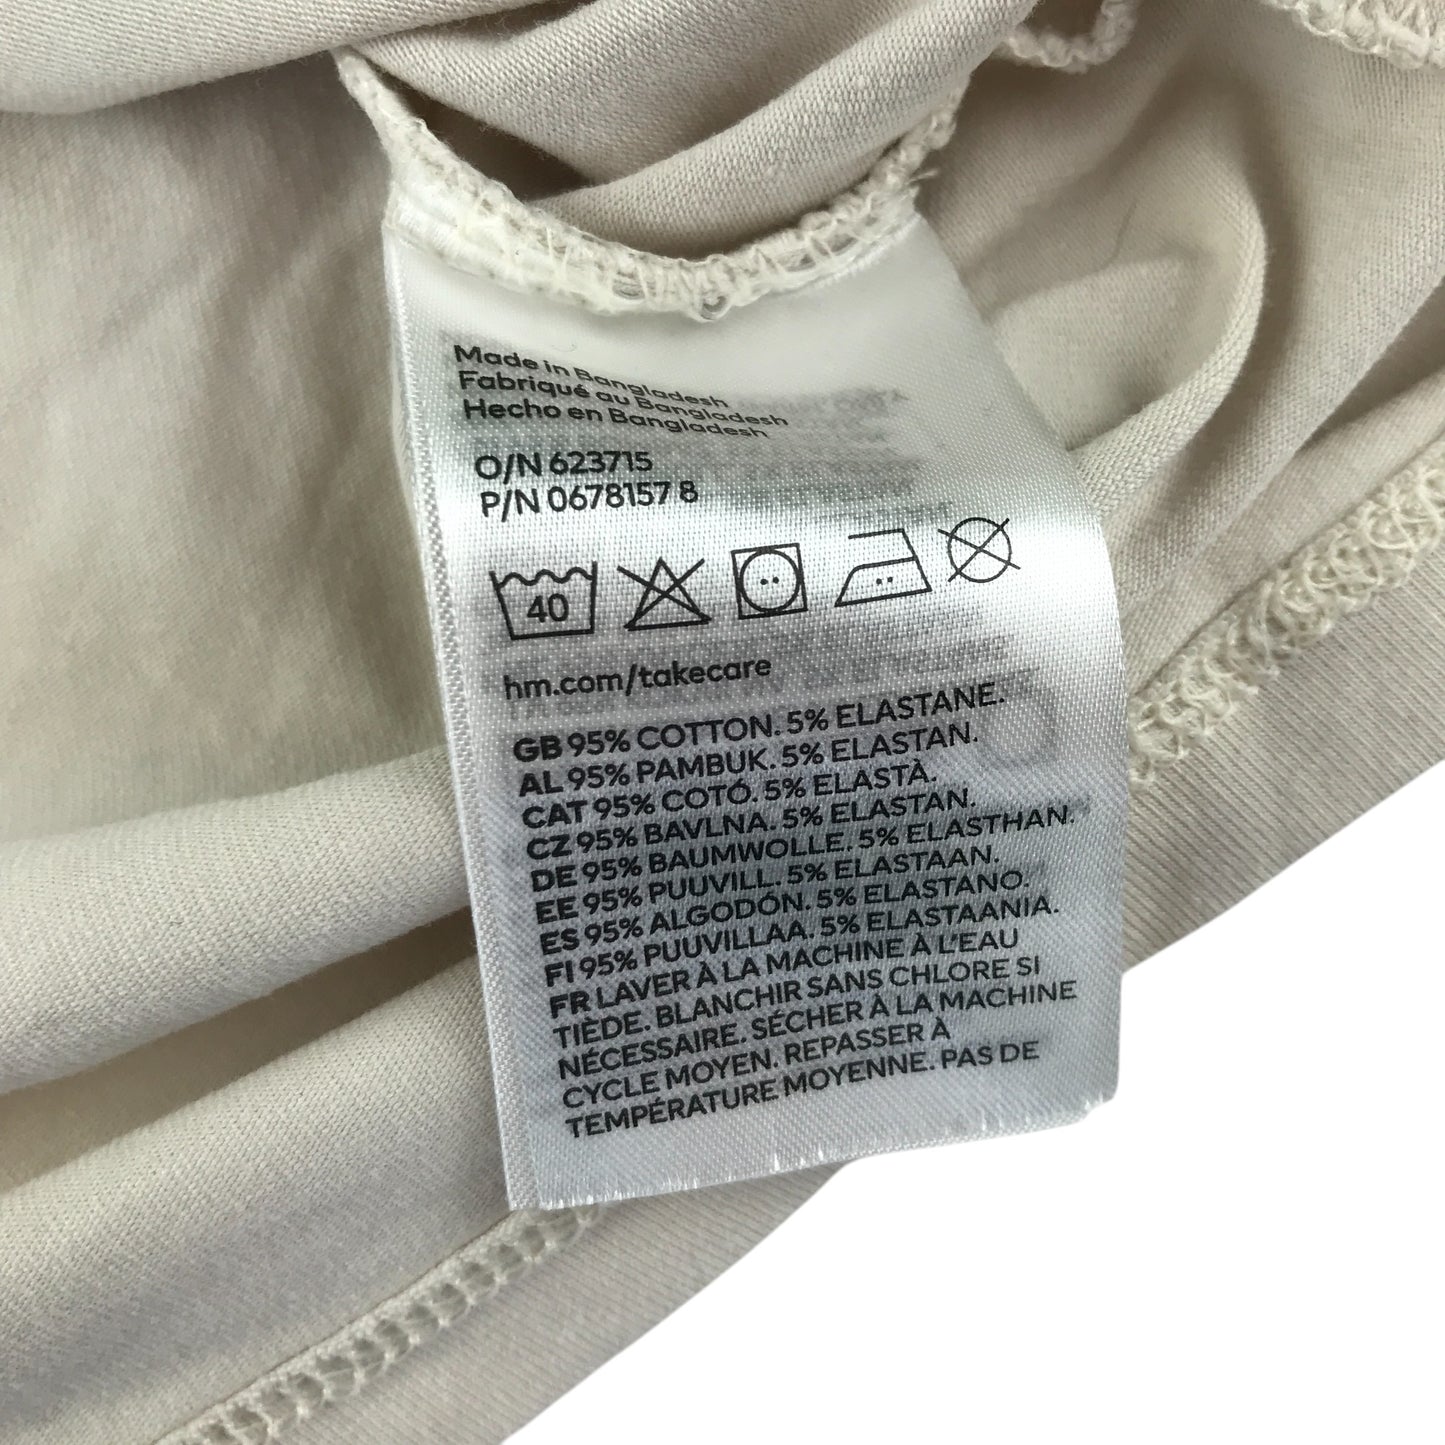 Made in Bangladesh
Fabriqué au Bangladesh
Hecho en Bangladesh
O/N 623715
P/N 0678157 8
40
hm.com/takecare
GB 95% COTTON. 5% ELASTANE.
AL 95% PAMBUK. 5% ELASTAN.
CAT 95% COTÓ. 5% ELASTÀ.
CZ 95% BAVLNA. 5% ELASTAN.
DE 95% BAUMWOLLE. 5% ELASTHAN.
EE 95% PUUVILL. 5% ELASTAAN.
ES 95% ALGODÓN. 5% ELASTANO.
FI 95% PUUVILLAA. 5% ELASTAANIA.
FR LAVER À LA MACHINE À L'EAU
TIÈDE. BLANCHIR SANS CHLORE SI
NÉCESSAIRE. SÉCHER À LA MACHINE
CYCLE MOYEN. REPASSER À
TEMPÉRATURE MOYENNE. PAS DE